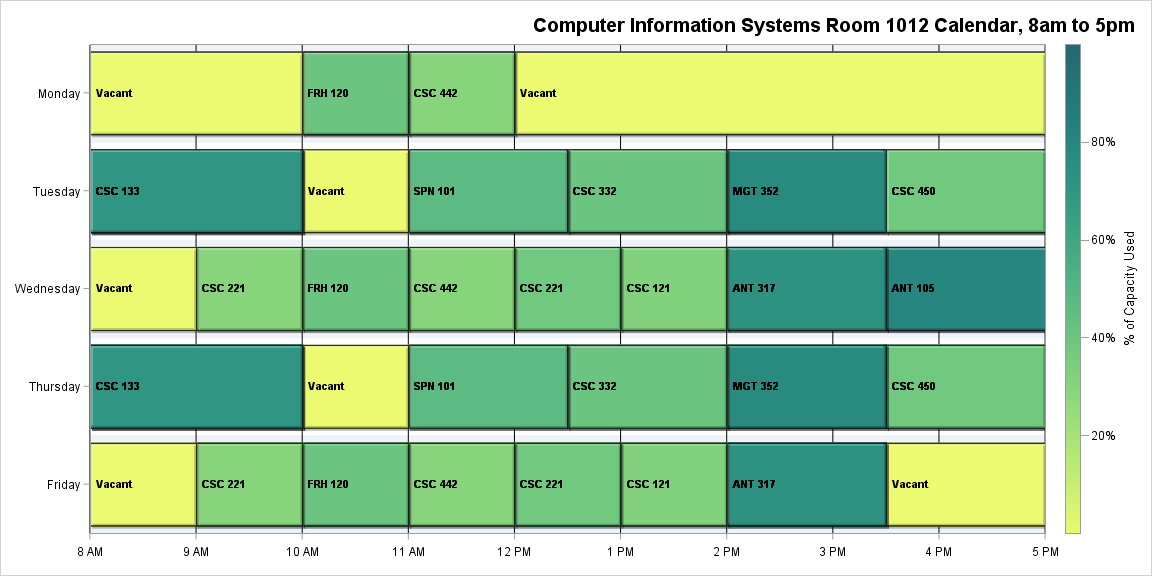 Computer Information Systems Room 1012 Calendar, 8am to 5pm
Monday Vacant FRH 120 CSC 442 Vacant
Tuesday CSC 133 Vacant SPN 101 CSC 332 MGT 352 CSC 450
Wednesday Vacant CSC 221 FRH 120 CSC 442 CSC 221 CSC 121 ANT 317 ANT 105
Thursday CSC 133 Vacant SPN 101 CSC 332 MGT 352 CSC 450
Friday Vacant CSC 221 FRH 120 CSC 442 CSC 221 CSC 121 ANT 317 Vacant
8 AM 9 AM 10 AM 11 AM 12 PM 1 PM 2 PM 3 PM 4 PM 5 PM
80%
60%
40%
20%
% of Capacity Used